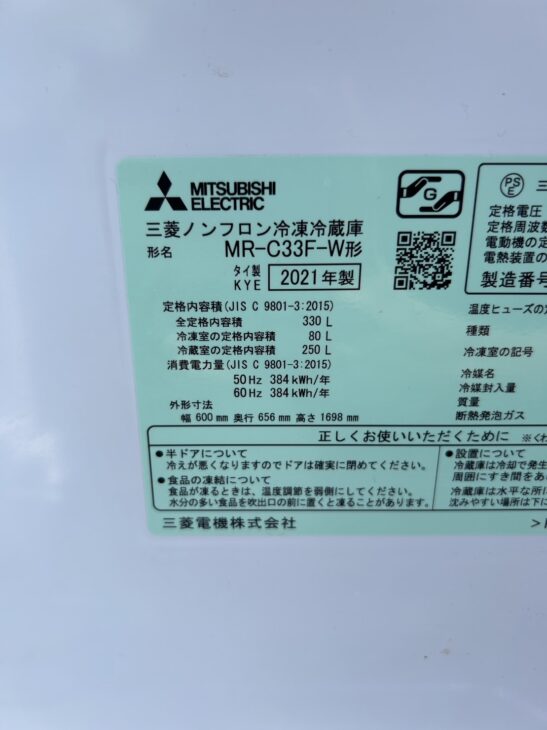 MITSUBISHI
ELECTRIC
三菱ノンフロン冷凍冷蔵庫
形名 MR-C33F-W形
タイ製
KYE 2021年製
定格内容積(JIS C 9801-3:2015)
全定格内容積 330 L
冷凍室の定格内容積 80 L
冷蔵室の定格内容積 250 L
消費電力量(JIS C 9801-3:2015)
50Hz 384kWh/年
60Hz 384kWh/年
外形寸法
幅 600mm 奥行 656mm 高さ 1698mm
G
PS
E
三
定格電圧
定格周波数
電動機の定
電熱装置の
製造番号
温度ヒューズの定
種類
冷凍室の記号
冷媒名
冷媒封入量
質量
断熱発泡ガス
正しくお使いいただくために ※くわ
●半ドアについて
冷えが悪くなりますのでドアは確実に閉めてください。
●食品の凍結について
食品が凍るときは、温度調節を弱側にしてください。
水分の多い食品を吹出口の前に置くと凍ることがあります。
●設置について
冷蔵庫は冷却で発生
周囲にすき間をあ
冷蔵庫は水平な所に
沈みやすい場所は下に
三菱電機株式会社